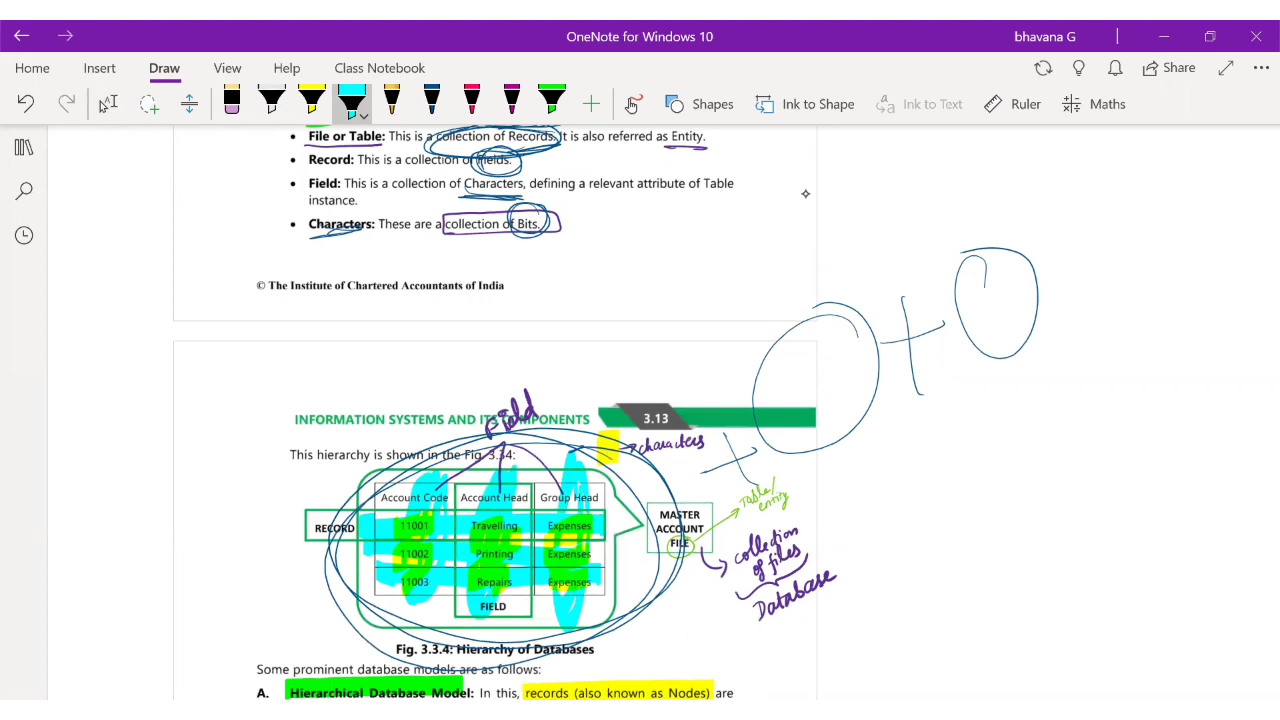 OneNote for Windows 10
bhavana G
Home Insert Draw View Help Class Notebook
Share
Shapes Ink to Shape Ink to Text Ruler Maths
• File or Table: This is a collection of Records. It is also referred as Entity.
• Record: This is a collection of Fields.
• Field: This is a collection of Characters, defining a relevant attribute of Table
instance.
• Characters: These are a collection of Bits.
© The Institute of Chartered Accountants of India
Field
INFORMATION SYSTEMS AND ITS COMPONENTS 3.13
characters
This hierarchy is shown in the Fig. 3.34:
Account Code Account Head Group Head
Table/
entity
RECORD 11001 Travelling Expenses
11002 Printing Expenses
11003 Repairs Expenses
FIELD
MASTER
ACCOUNT
FILE
collection
of files
Database
Fig. 3.3.4: Hierarchy of Databases
Some prominent database models are as follows:
A. Hierarchical Database Model: In this, records (also known as Nodes) are